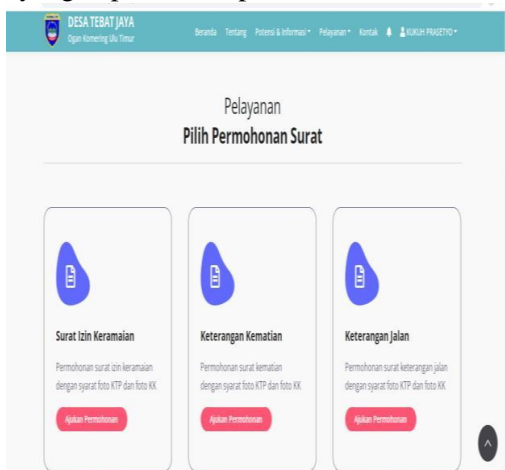 DESA TEBAT JAYA
Ogan Komering Ulu Timur
Beranda Tentang Potensi & Informasi Pelayanan Kontak KUKUH PRASETYO
Pelayanan
Pilih Permohonan Surat
Surat Izin Keramaian
Permohonan surat izin keramaian
dengan syarat foto KTP dan foto KK
Ajukan Permohonan
Keterangan Kematian
Permohonan surat kematian
dengan syarat foto KTP dan foto KK
Ajukan Permohonan
Keterangan Jalan
Permohonan surat keterangan jalan
dengan syarat foto KTP dan foto KK
Ajukan Permohonan